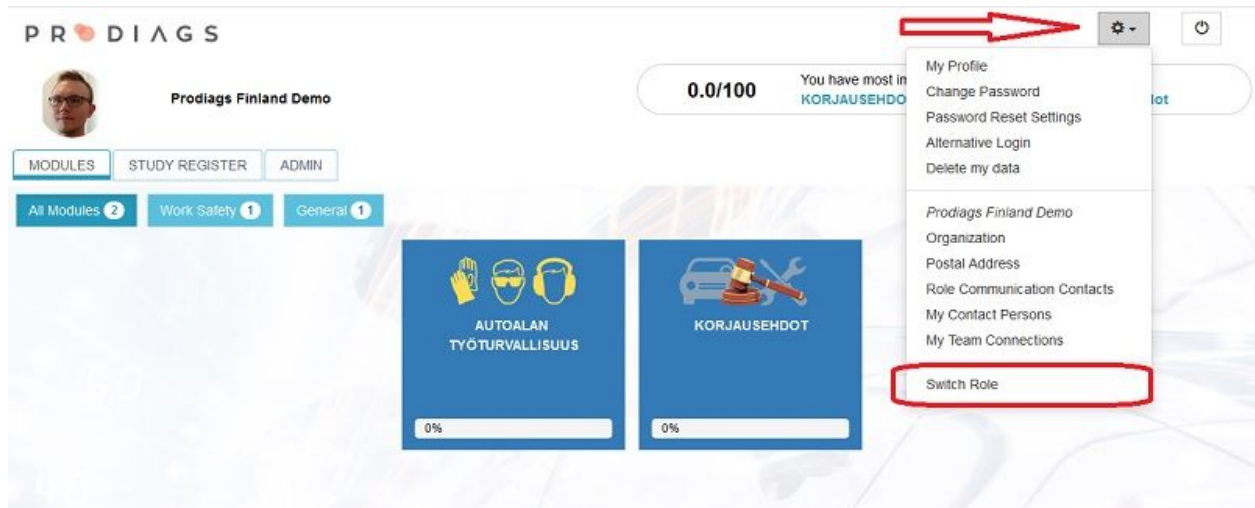 PRODIAGS
Prodiags Finland Demo
0.0/100
You have most
KORJAUSEHDO
MODULES STUDY REGISTER ADMIN
All Modules 2 Work Safety 1 General 1
AUTOALAN
TYÖTURVALLISUUS
0%
KORJAUSEHDOT
0%
My Profile
Change Password
Password Reset Settings
Alternative Login
Delete my data
Prodiags Finland Demo
Organization
Postal Address
Role Communication Contacts
My Contact Persons
My Team Connections
Switch Role